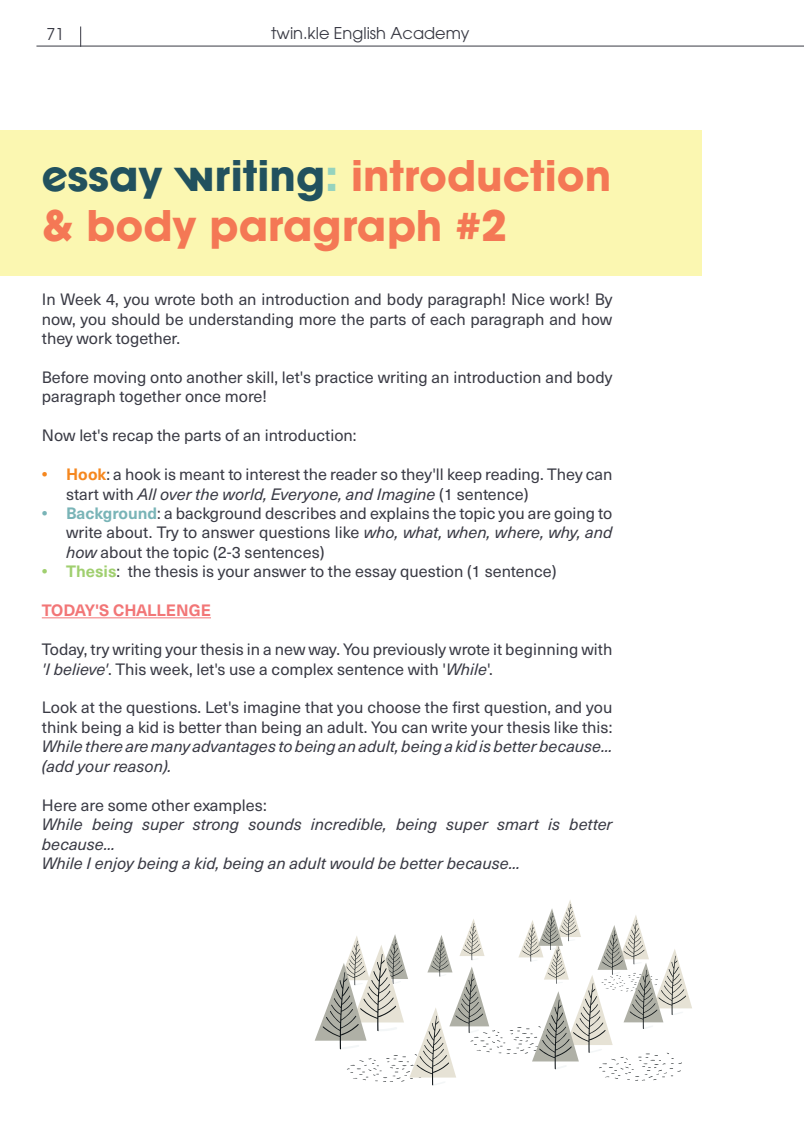 71
twin.kle English Academy
essay writing: introduction
& body paragraph #2
In Week 4, you wrote both an introduction and body paragraph! Nice work! By
now, you should be understanding more the parts of each paragraph and how
they work together.
Before moving onto another skill, let's practice writing an introduction and body
paragraph together once more!
Now let's recap the parts of an introduction:
• Hook: a hook is meant to interest the reader so they'll keep reading. They can
start with All over the world, Everyone, and Imagine (1 sentence)
• Background: a background describes and explains the topic you are going to
write about. Try to answer questions like who, what, when, where, why, and
how about the topic (2-3 sentences)
• Thesis: the thesis is your answer to the essay question (1 sentence)
TODAY'S CHALLENGE
Today, try writing your thesis in a new way. You previously wrote it beginning with
'I believe'. This week, let's use a complex sentence with 'While'.
Look at the questions. Let's imagine that you choose the first question, and you
think being a kid is better than being an adult. You can write your thesis like this:
While there are many advantages to being an adult, being a kid is better because...
(add your reason).
Here are some other examples:
While being super strong sounds incredible, being super smart is better
because...
While I enjoy being a kid, being an adult would be better because...